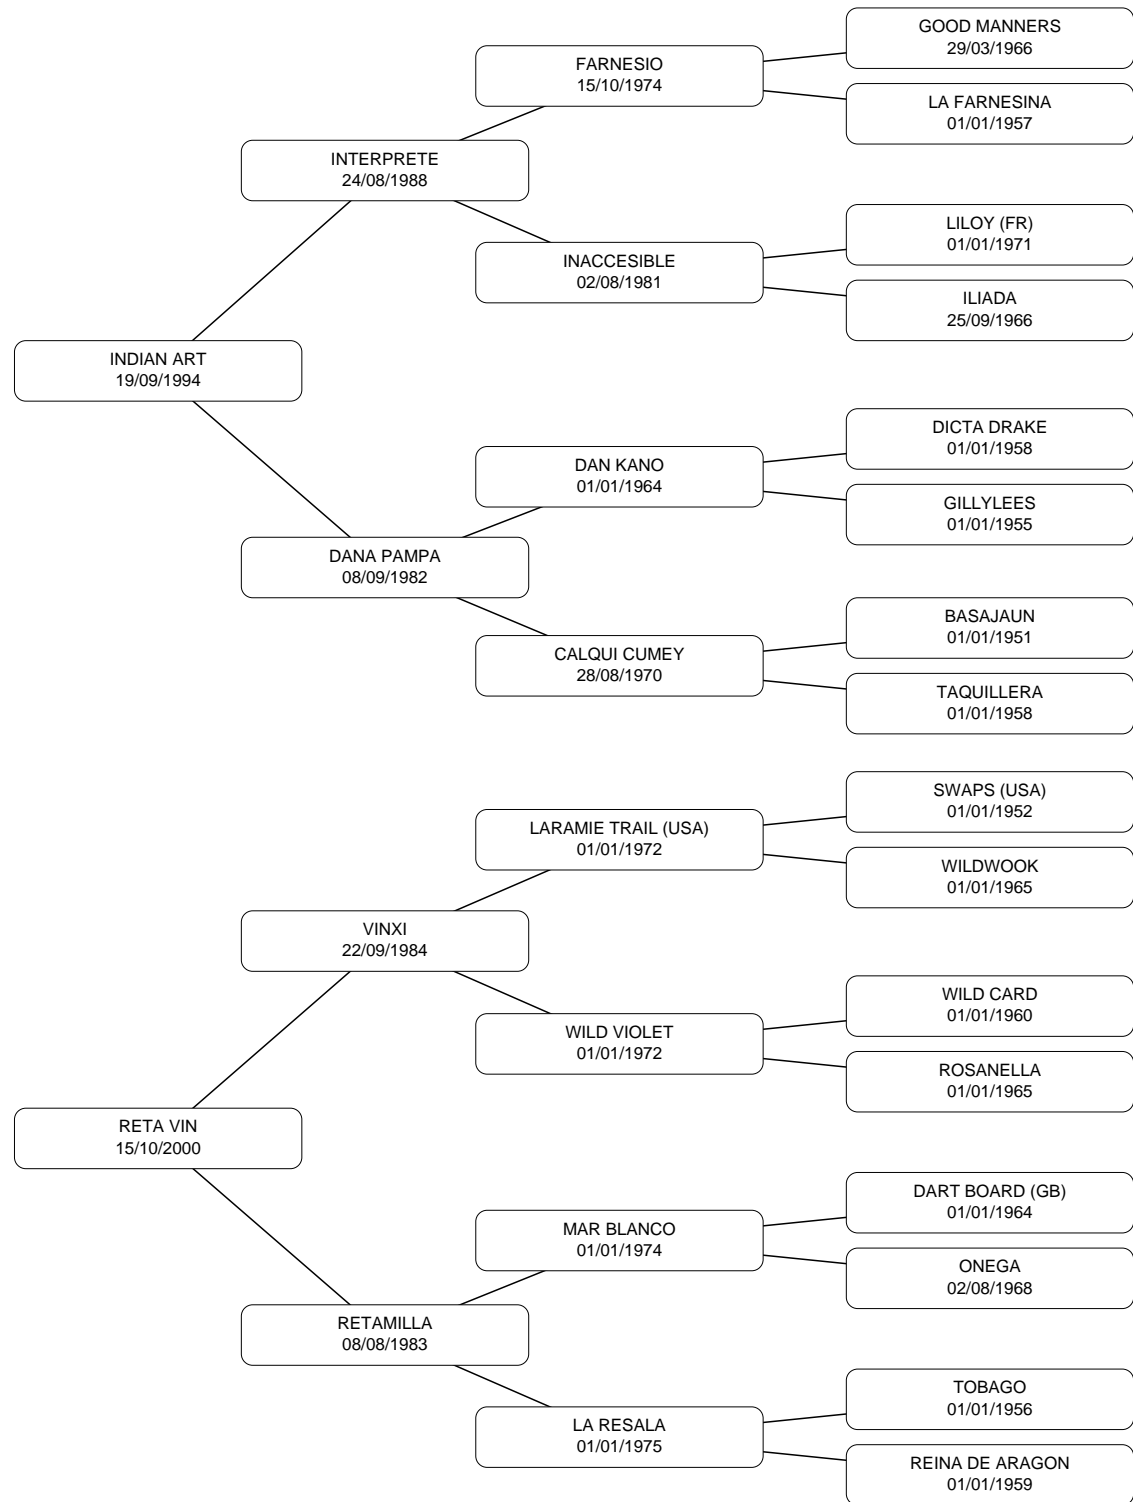 GOOD MANNERS
29/03/1966
FARNESIO
15/10/1974
LA FARNESINA
01/01/1957
INTERPRETE
24/08/1988
LILOY (FR)
01/01/1971
INACCESIBLE
02/08/1981
ILIADA
25/09/1966
INDIAN ART
19/09/1994
DICTA DRAKE
01/01/1958
DAN KANO
01/01/1964
GILLYLEES
01/01/1955
DANA PAMPA
08/09/1982
BASAJAUN
01/01/1951
CALQUI CUMEY
28/08/1970
TAQUILLERA
01/01/1958
SWAPS (USA)
01/01/1952
LARAMIE TRAIL (USA)
01/01/1972
WILDWOOK
01/01/1965
VINXI
22/09/1984
WILD CARD
01/01/1960
WILD VIOLET
01/01/1972
ROSANELLA
01/01/1965
RETA VIN
15/10/2000
DART BOARD (GB)
01/01/1964
MAR BLANCO
01/01/1974
ONEGA
02/08/1968
RETAMILLA
08/08/1983
TOBAGO
01/01/1956
LA RESALA
01/01/1975
REINA DE ARAGON
01/01/1959